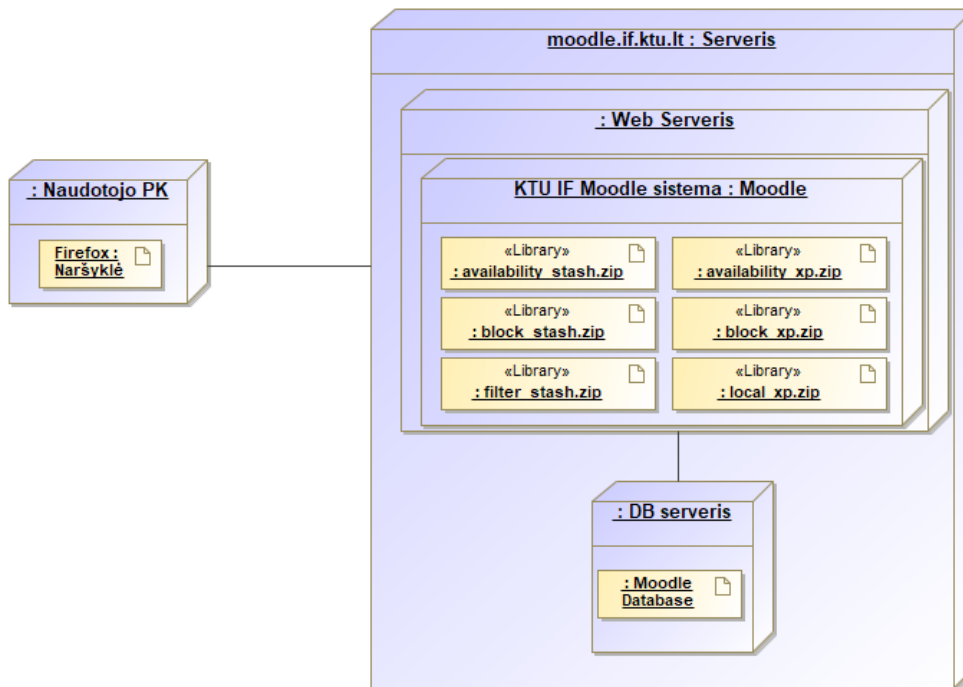 moodle.if.ktu.lt : Serveris
: Web Serveris
: Naudotojo PK
Firefox :
Naršyklė
KTU IF Moodle sistema : Moodle
«Library»
: availability_stash.zip
«Library»
: availability_xp.zip
«Library»
: block_stash.zip
«Library»
: block_xp.zip
«Library»
: filter_stash.zip
«Library»
: local_xp.zip
: DB serveris
: Moodle
Database